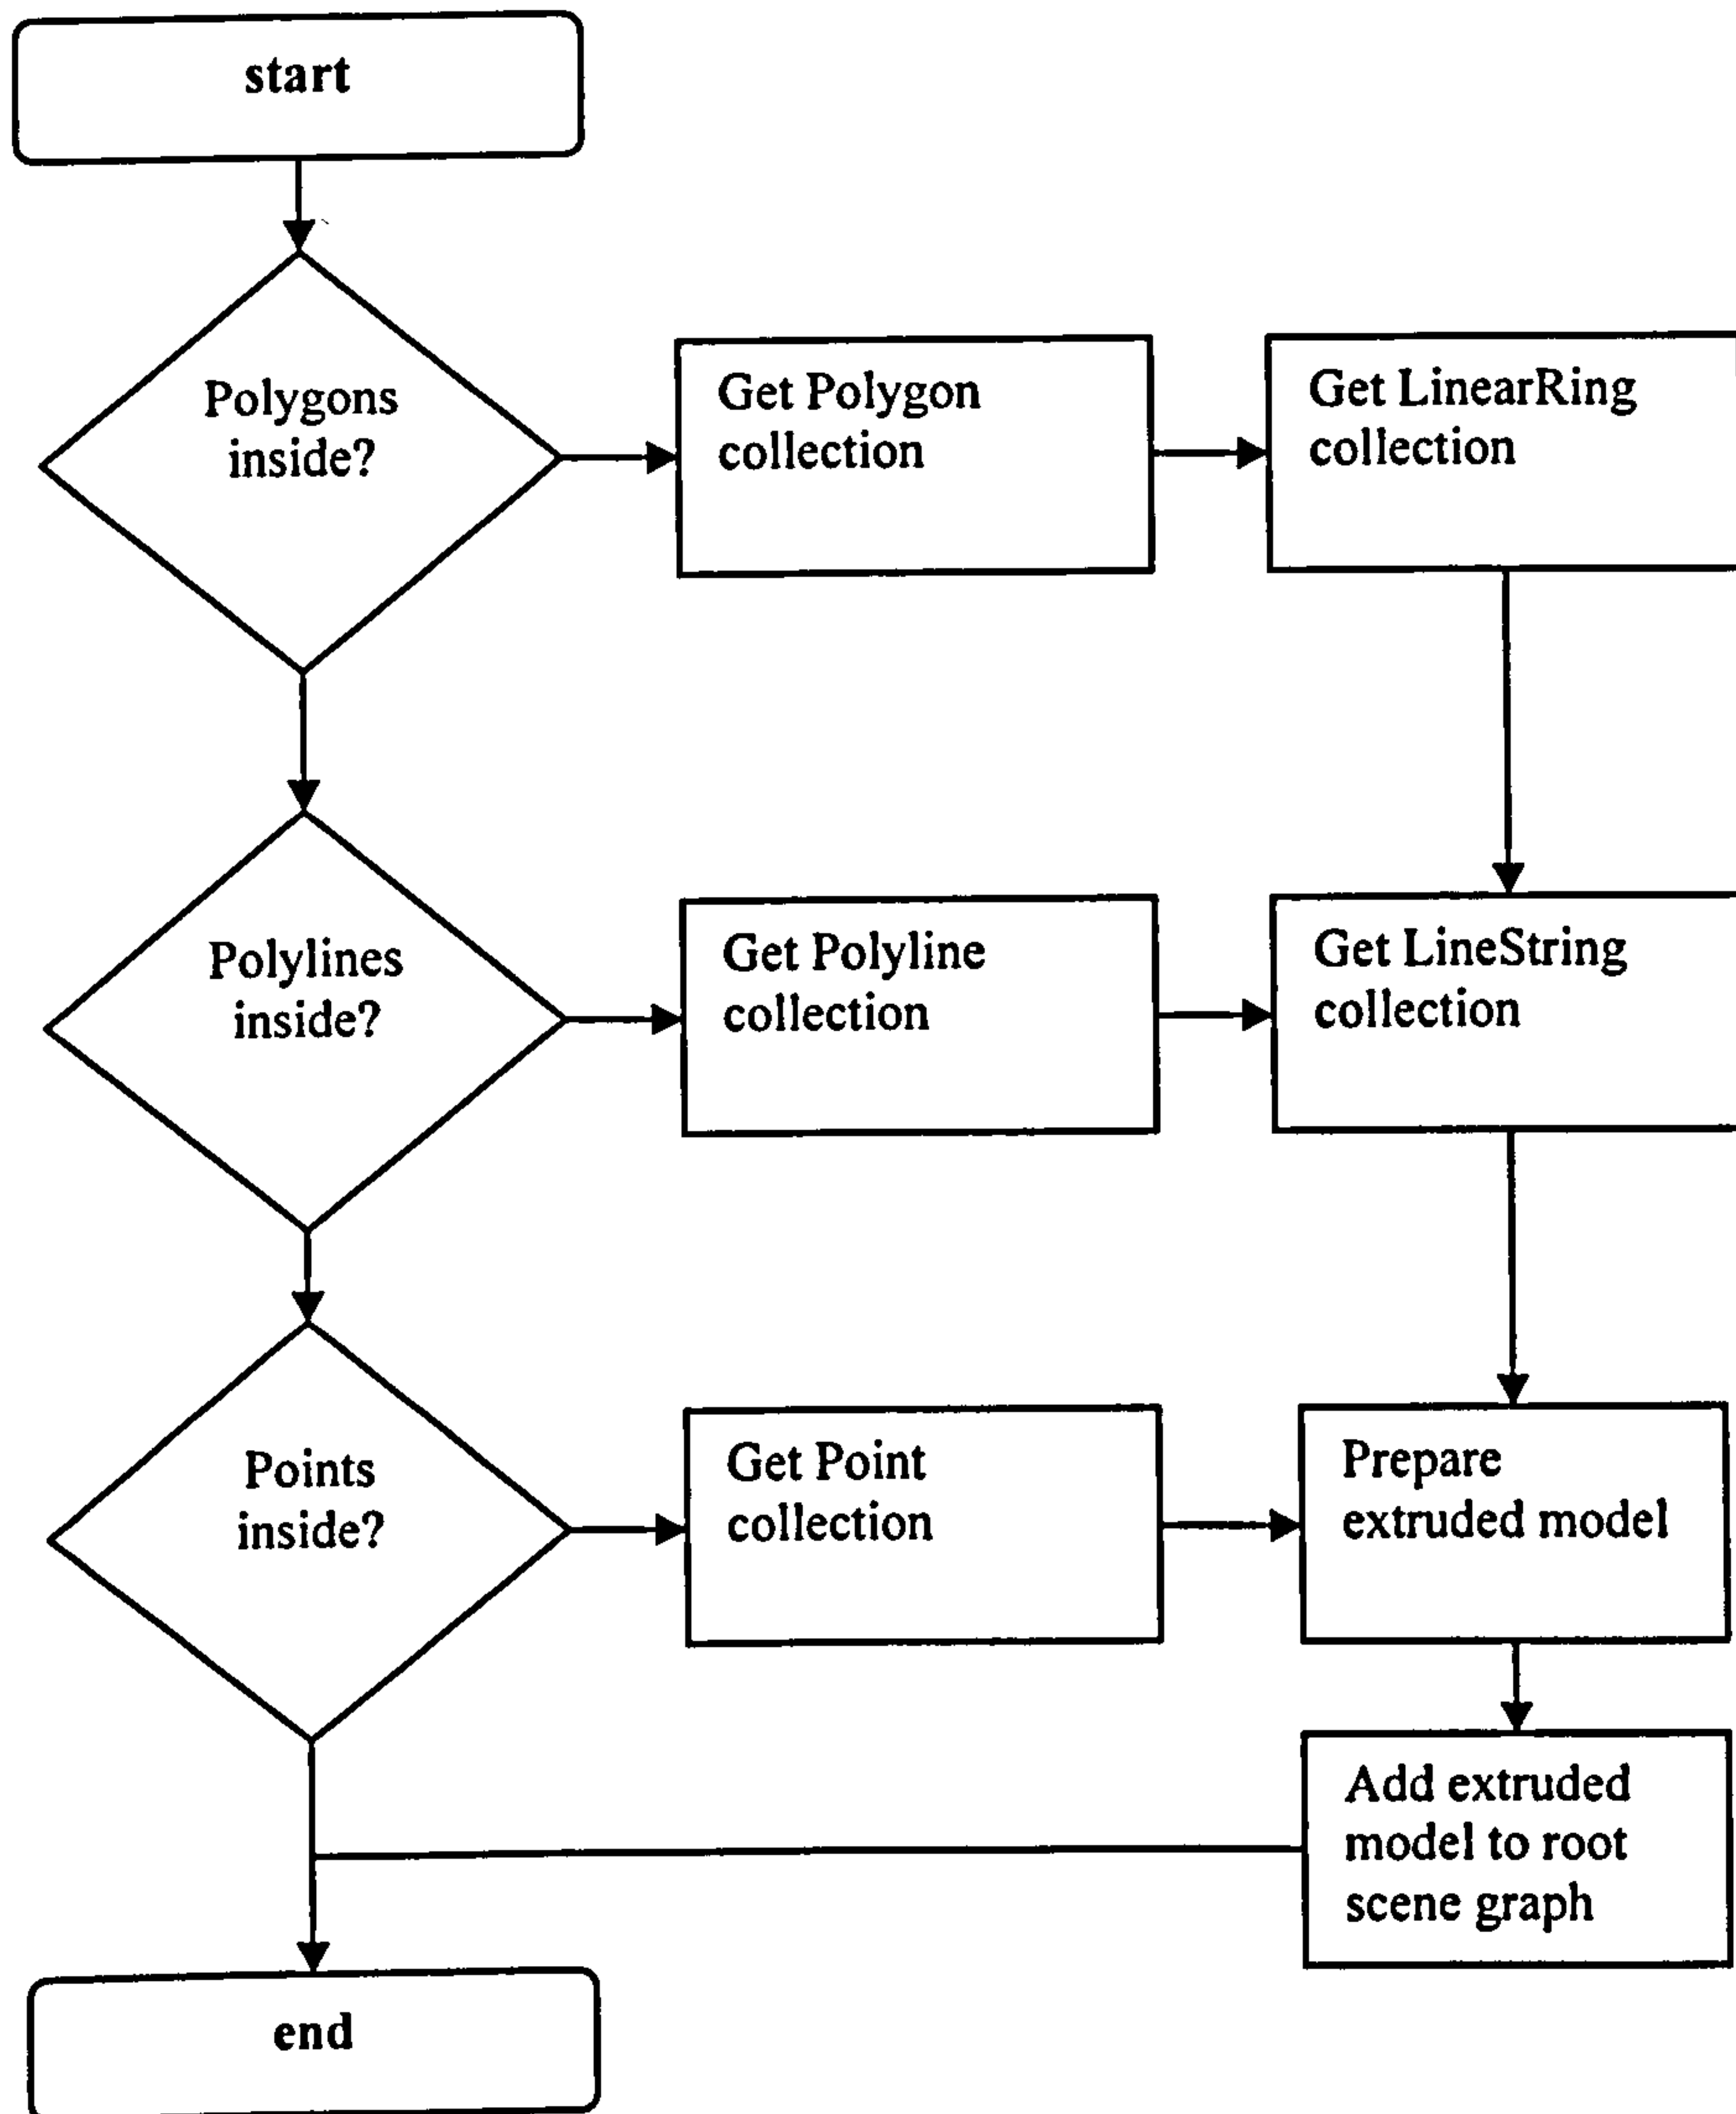 start
Polygons
inside?
Get Polygon
collection
Get LinearRing
collection
Polylines
inside?
Get Polyline
collection
Get LineString
collection
Points
inside?
Get Point
collection
Prepare
extruded model
Add extruded
model to root
scene graph
end